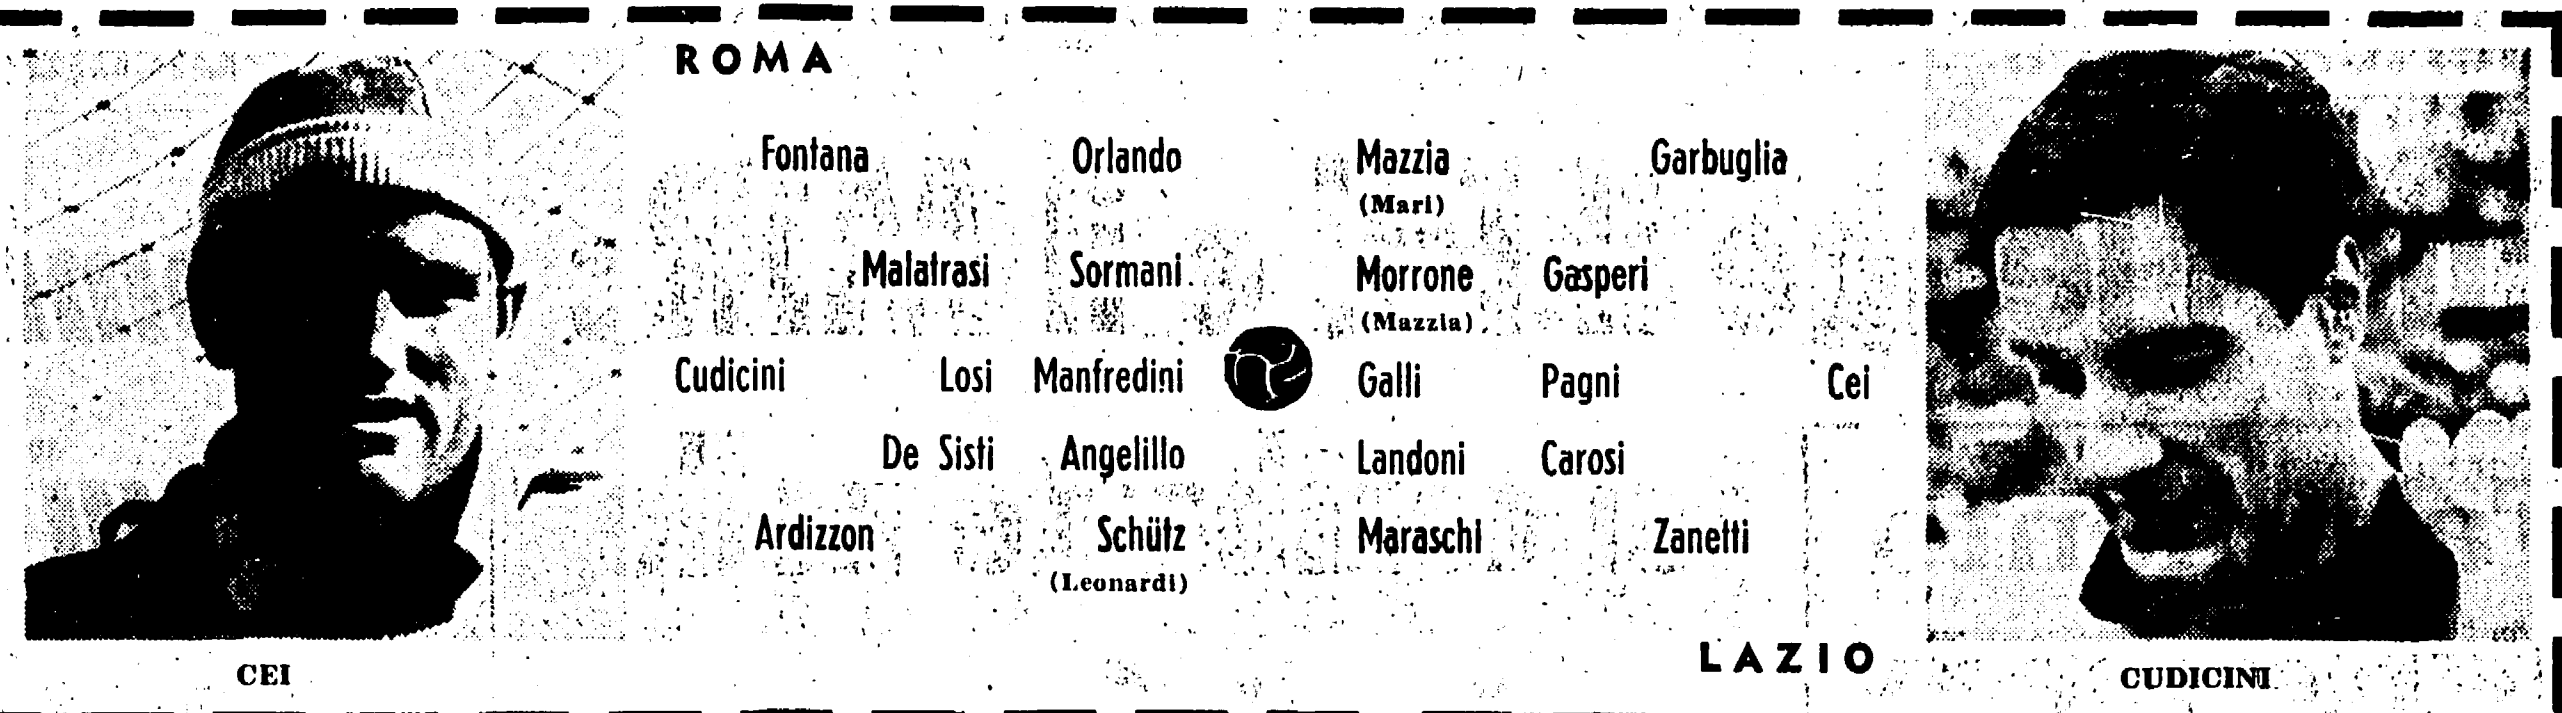 ROMA
Fontana Orlando Mazzia Garbuglia
(Mari)
Malatrasi Sormani Morrone Gasperi
(Mazzia)
Cudicini Losi Manfredini Galli Pagni Cei
De Sisti Angelillo Landoni Carosi
Ardizzon Schütz Maraschi Zanetti
(Leonardi)
LAZIO
CEI
CUDICINI